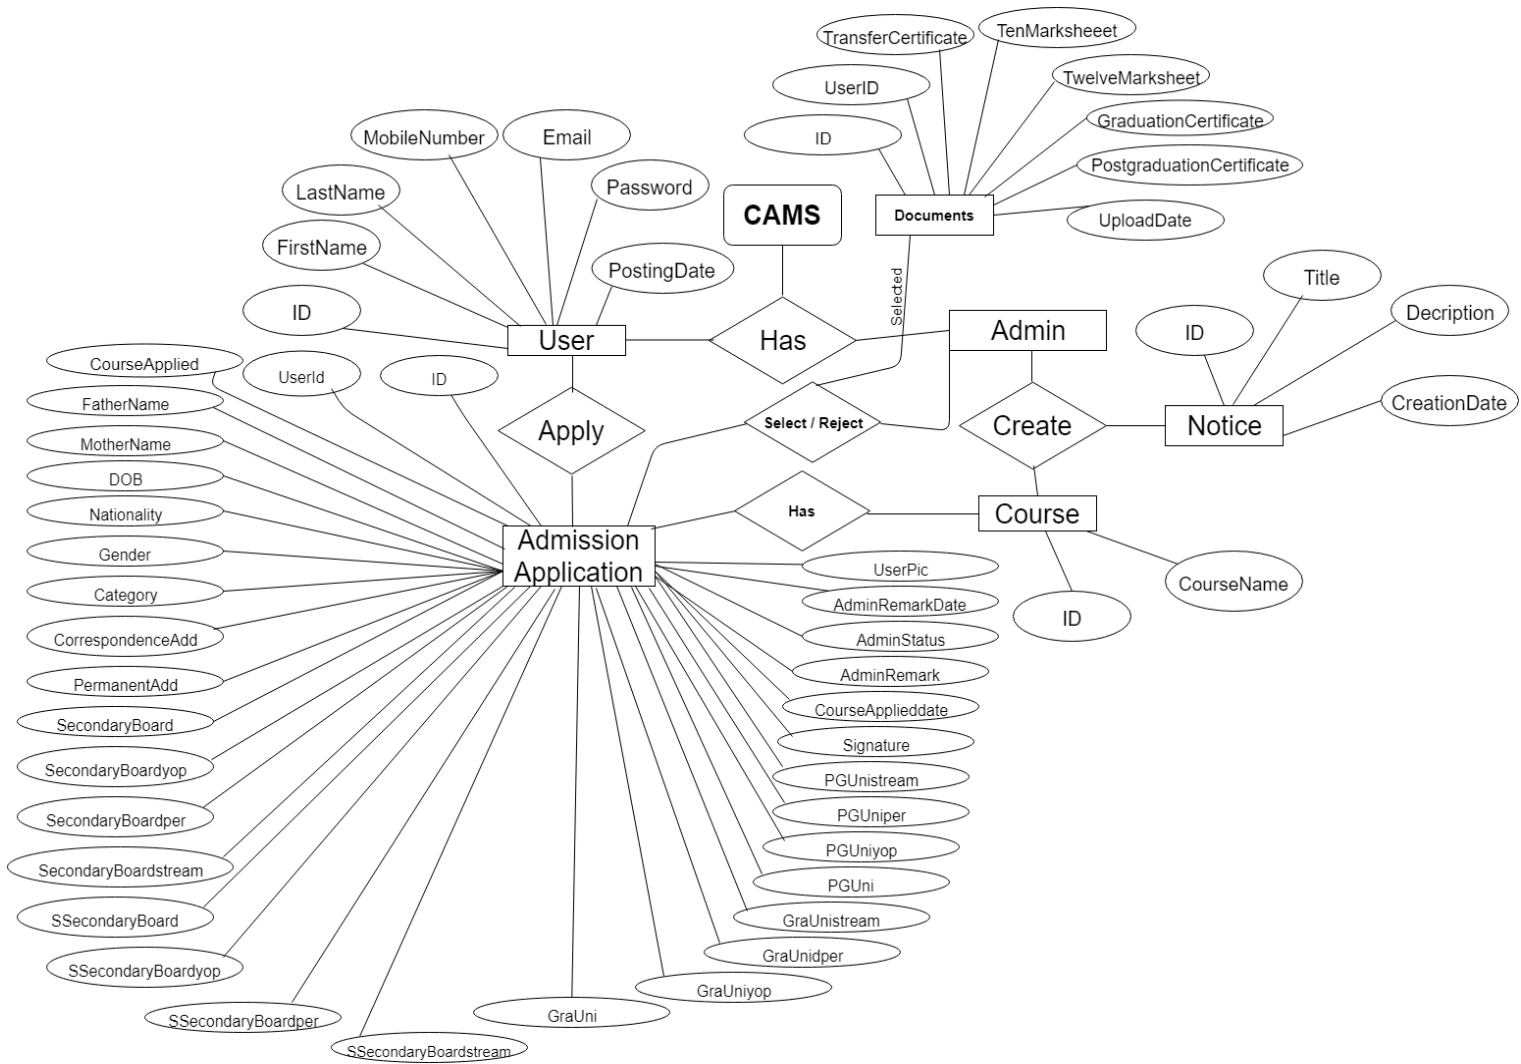 TransferCertificate
TenMarksheeet
UserID
TwelveMarksheet
ID
GraduationCertificate
PostgraduationCertificate
UploadDate
Documents
MobileNumber
Email
LastName
Password
FirstName
PostingDate
ID
User
CAMS
Has
Selected
Admin
ID
Title
Decription
CreationDate
Notice
Create
Select / Reject
Apply
Has
Course
CourseName
ID
CourseApplied
UserId
ID
FatherName
MotherName
DOB
Nationality
Gender
Category
CorrespondenceAdd
PermanentAdd
SecondaryBoard
SecondaryBoardyop
SecondaryBoardper
SecondaryBoardstream
SSecondaryBoard
SSecondaryBoardyop
SSecondaryBoardper
SSecondaryBoardstream
Admission
Application
UserPic
AdminRemarkDate
AdminStatus
AdminRemark
CourseApplieddate
Signature
PGUnistream
PGUniper
PGUniyop
PGUni
GraUnistream
GraUnidper
GraUniyop
GraUni